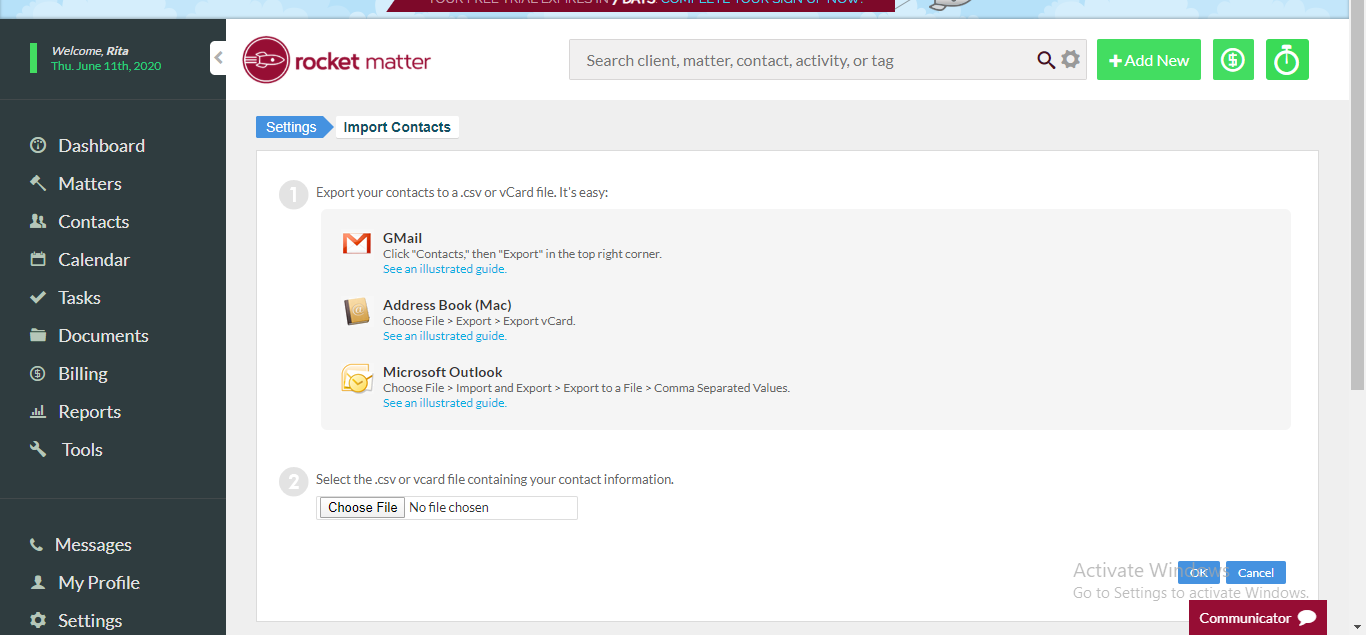 YOUR FREE TRIAL EXPIRES IN 7 DAYS. COMPLETE YOUR SIGN UP NOW!
Welcome, Rita
Thu. June 11th, 2020
rocket matter
Search client, matter, contact, activity, or tag
Add New
Settings
Import Contacts
Dashboard
Matters
Contacts
Calendar
Tasks
Documents
Billing
Reports
Tools
Messages
My Profile
Settings
1 Export your contacts to a .csv or vCard file. It's easy:
GMail
Click "Contacts," then "Export" in the top right corner.
See an illustrated guide.
Address Book (Mac)
Choose File > Export > Export vCard.
See an illustrated guide.
Microsoft Outlook
Choose File > Import and Export > Export to a File > Comma Separated Values.
See an illustrated guide.
2 Select the .csv or vcard file containing your contact information.
Choose File No file chosen
OK Cancel
Activate Windows
Go to Settings to activate Windows.
Communicator